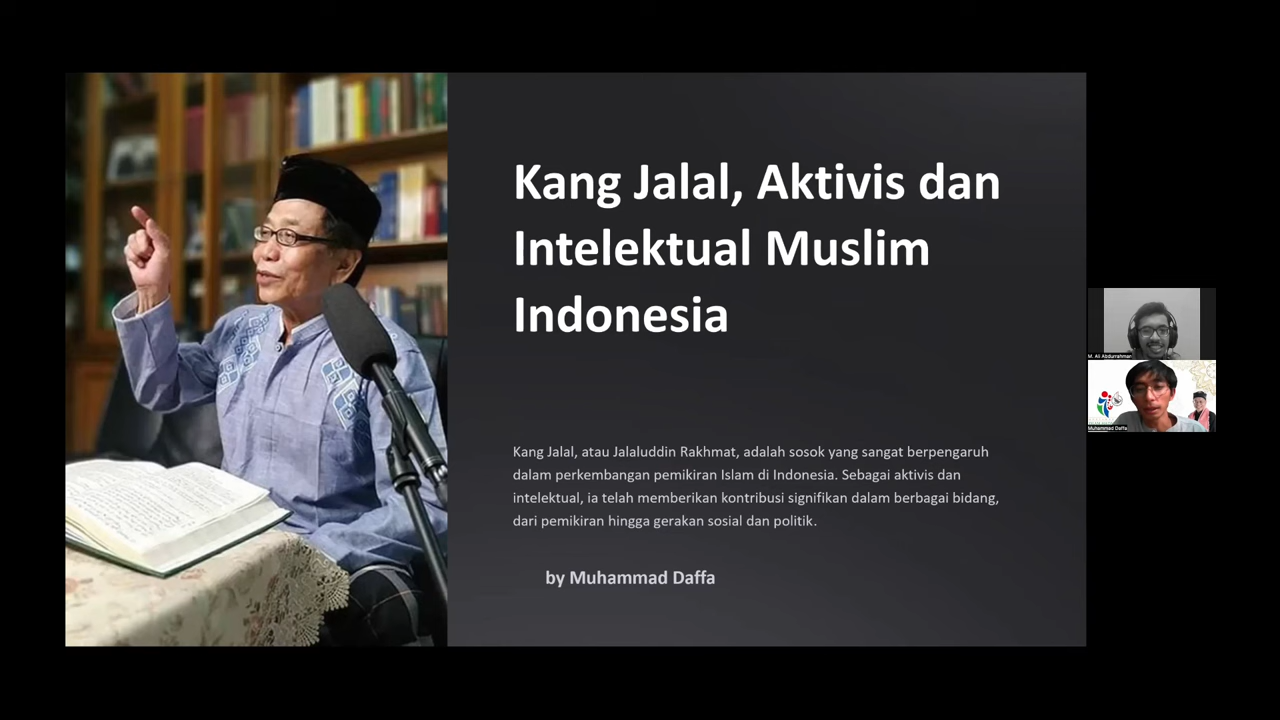 Kang Jalal, Aktivis dan
Intelektual Muslim
Indonesia
Kang Jalal, atau Jalaluddin Rakhmat, adalah sosok yang sangat berpengaruh
dalam perkembangan pemikiran Islam di Indonesia. Sebagai aktivis dan
intelektual, ia telah memberikan kontribusi signifikan dalam berbagai bidang,
dari pemikiran hingga gerakan sosial dan politik.
by Muhammad Daffa
M. Ali Abdurrahman
Muhammad Daffa